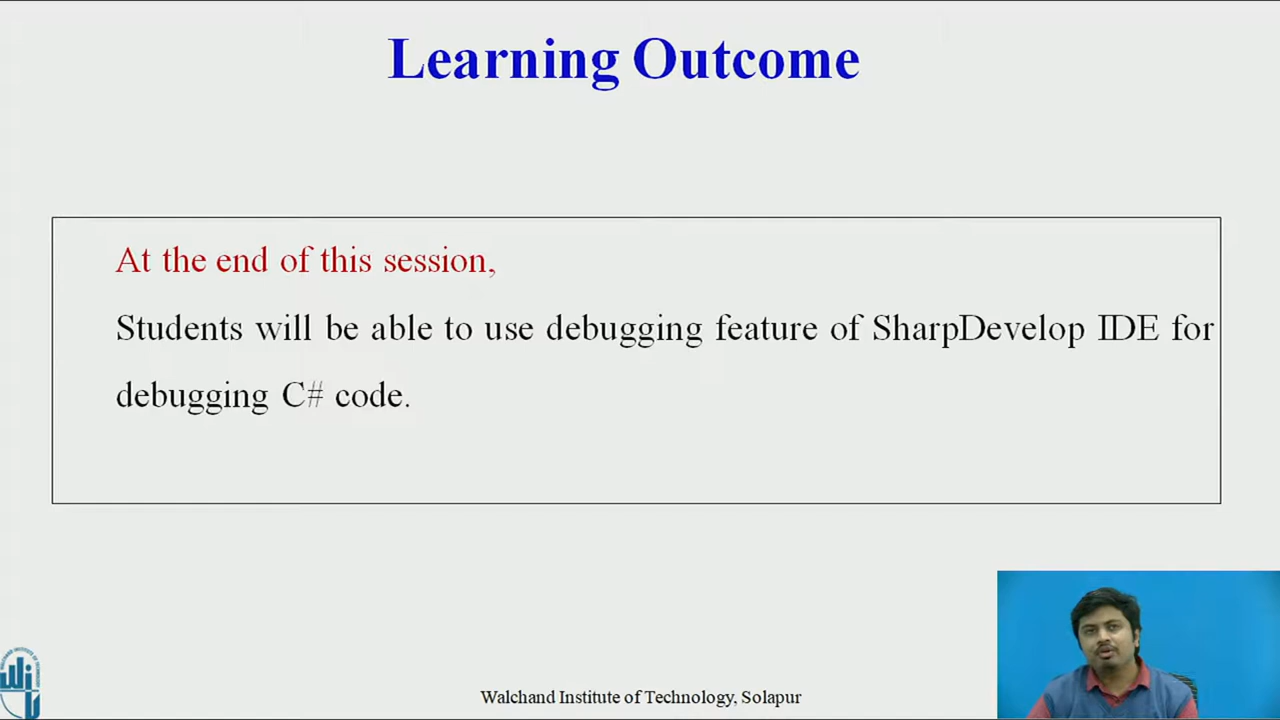 Learning Outcome
At the end of this session,
Students will be able to use debugging feature of SharpDevelop IDE for
debugging C# code.
Walchand Institute of Technology, Solapur